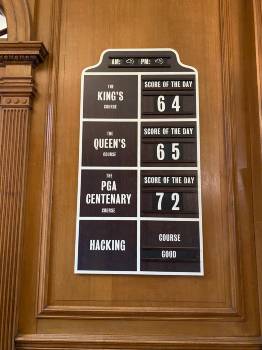 AM: PM:
THE
KING'S
COURSE
SCORE OF THE DAY
64
THE
QUEEN'S
COURSE
SCORE OF THE DAY
65
THE
PGA
CENTENARY
COURSE
SCORE OF THE DAY
72
HACKING
COURSE
GOOD